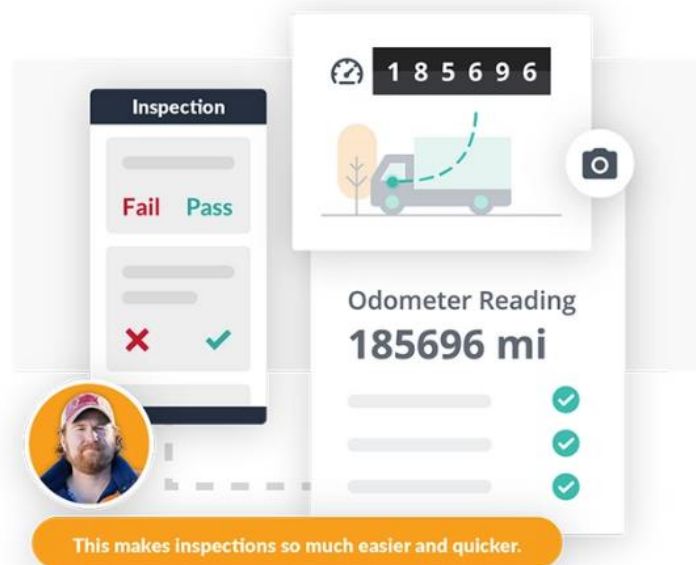 Inspection
Fail Pass
185696
Odometer Reading
185696 mi
This makes inspections so much easier and quicker.